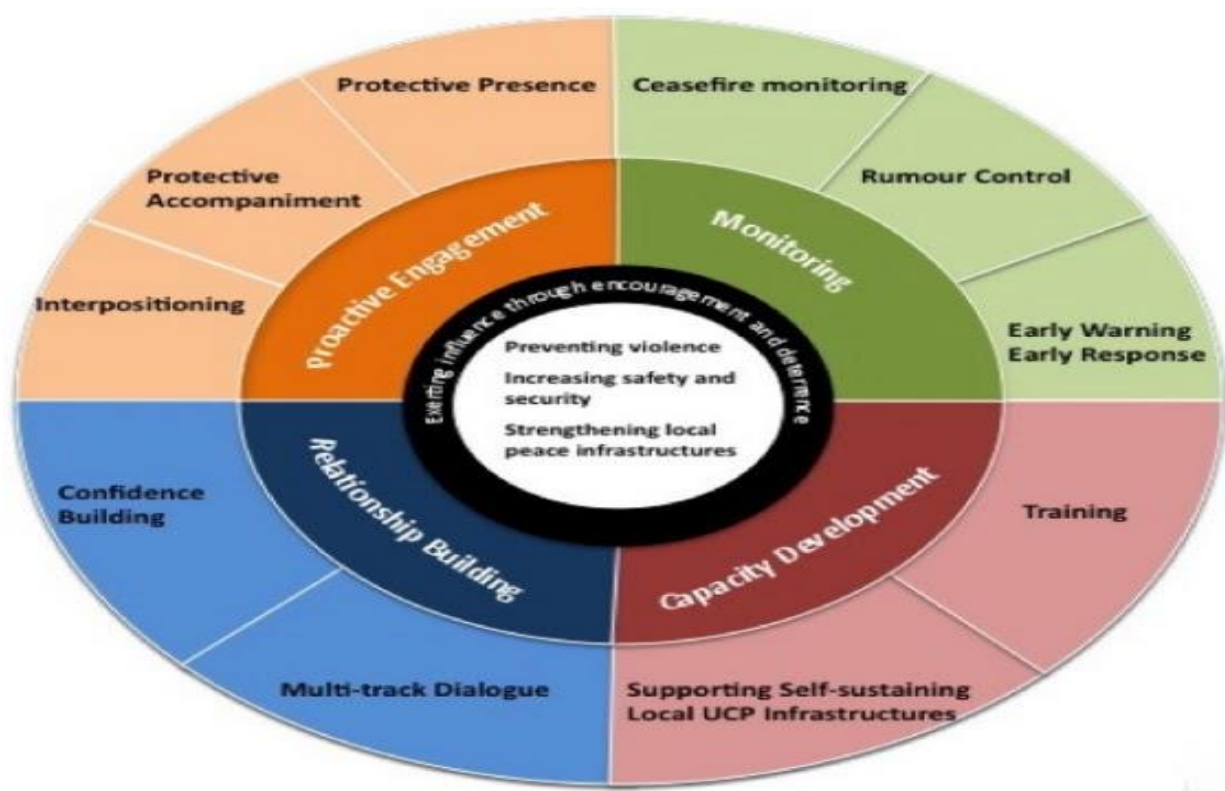 Protective Presence
Ceasefire monitoring
Protective
Accompaniment
Rumour Control
Interpositioning
Early Warning
Early Response
Proactive Engagement
Monitoring
Exerting influence through encouragement and deterrence
Preventing violence
Increasing safety and
security
Strengthening local
peace infrastructures
Relationship Building
Capacity Development
Confidence
Building
Training
Multi-track Dialogue
Supporting Self-sustaining
Local UCP Infrastructures